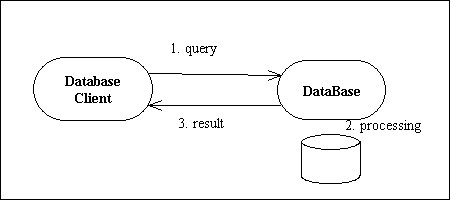 1. query
Database
Client
DataBase
3. result
2. processing